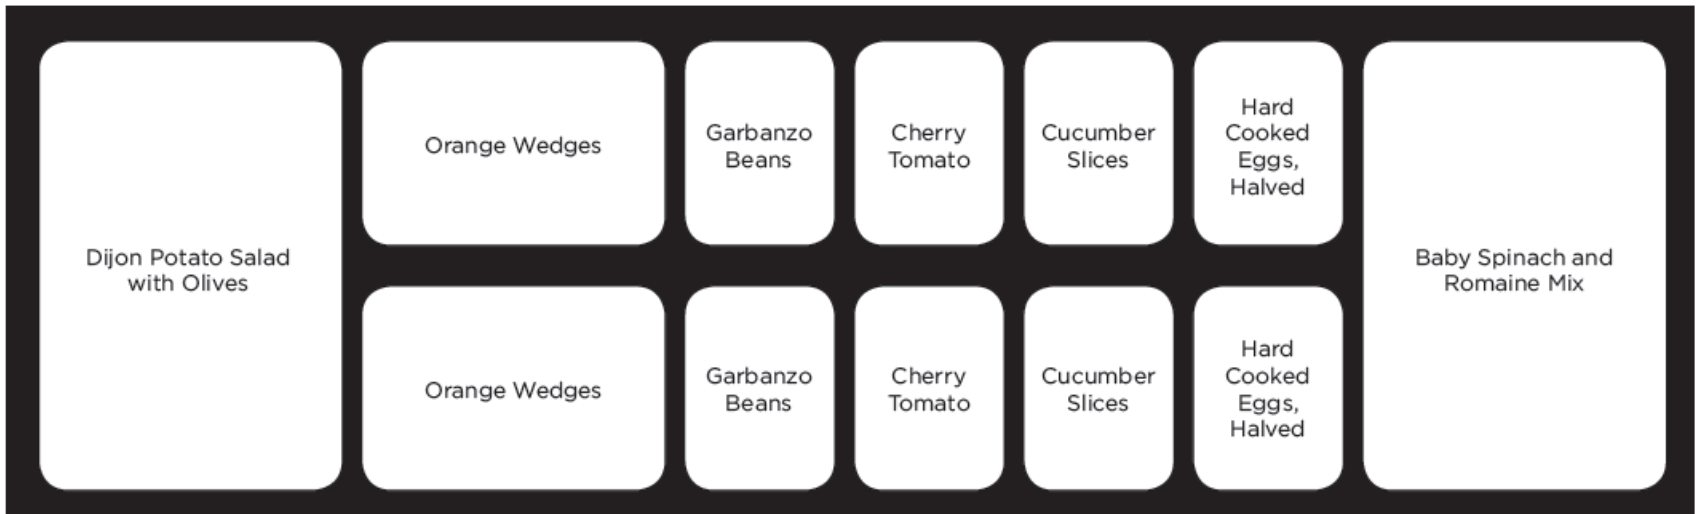 Dijon Potato Salad
with Olives
Orange Wedges
Garbanzo
Beans
Cherry
Tomato
Cucumber
Slices
Hard
Cooked
Eggs,
Halved
Orange Wedges
Garbanzo
Beans
Cherry
Tomato
Cucumber
Slices
Hard
Cooked
Eggs,
Halved
Baby Spinach and
Romaine Mix